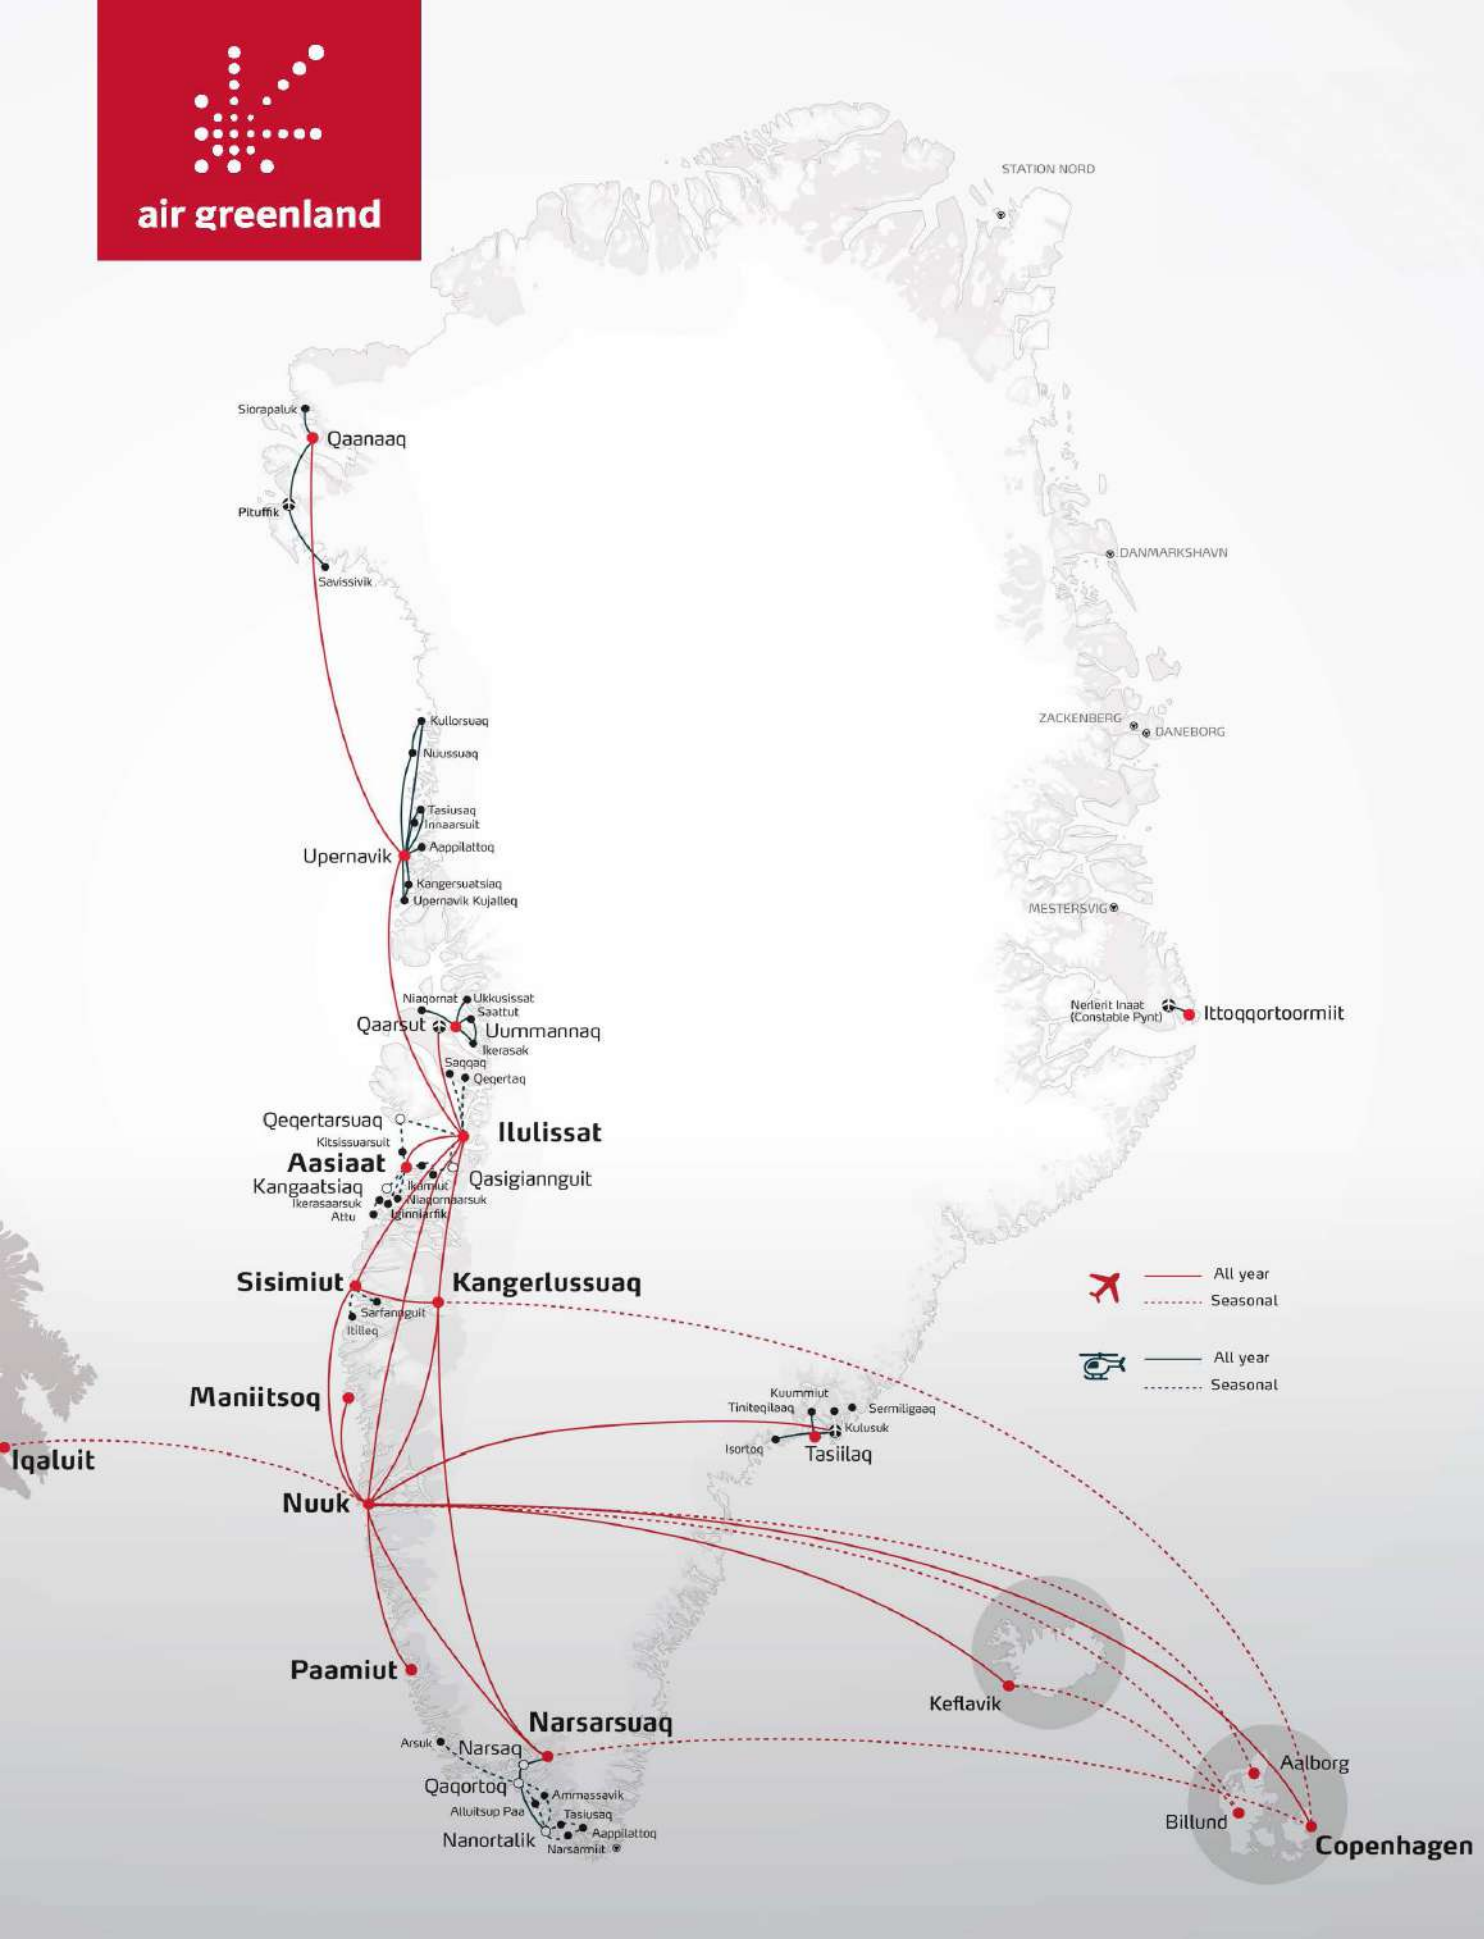 air greenland
STATION NORD
Siorapaluk
Qaanaaq
Pituffik
Savissivik
DANMARKSHAVN
Kullorsuaq
Nuussuaq
ZACKENBERG
DANEBORG
Tasiusaq
Innaarsuit
Aappilattoq
Upernavik
Kangersuatsiaq
Upernavik Kujalleq
MESTERSVIG
Niaqornat
Ukkusissat
Saattut
Qaarsut
Uummannaq
Ikerasak
Nerlerit Inaat
(Constable Pynt)
Ittoqqortoormiit
Saqqaq
Qeqertaq
Qeqertarsuaq
Ilulissat
Kitsissuarsuit
Aasiaat
Qasigiannguit
Kangaatsiaq
Ikamiut
Ikerasaarsuk
Niaqornaarsuk
Attu
Iginniarfik
Sisimiut
Kangerlussuaq
Sarfannguit
Itilleq
All year
Seasonal
All year
Seasonal
Maniitsoq
Kuummiut
Tiniteqilaaq
Sermiligaaq
Kulusuk
Isortoq
Tasiilaq
Iqaluit
Nuuk
Paamiut
Keflavik
Narsarsuaq
Arsuk
Narsaq
Qaqortoq
Ammassavik
Alluitsup Paa
Tasiusaq
Nanortalik
Aappilattoq
Narsarmiit
Aalborg
Billund
Copenhagen